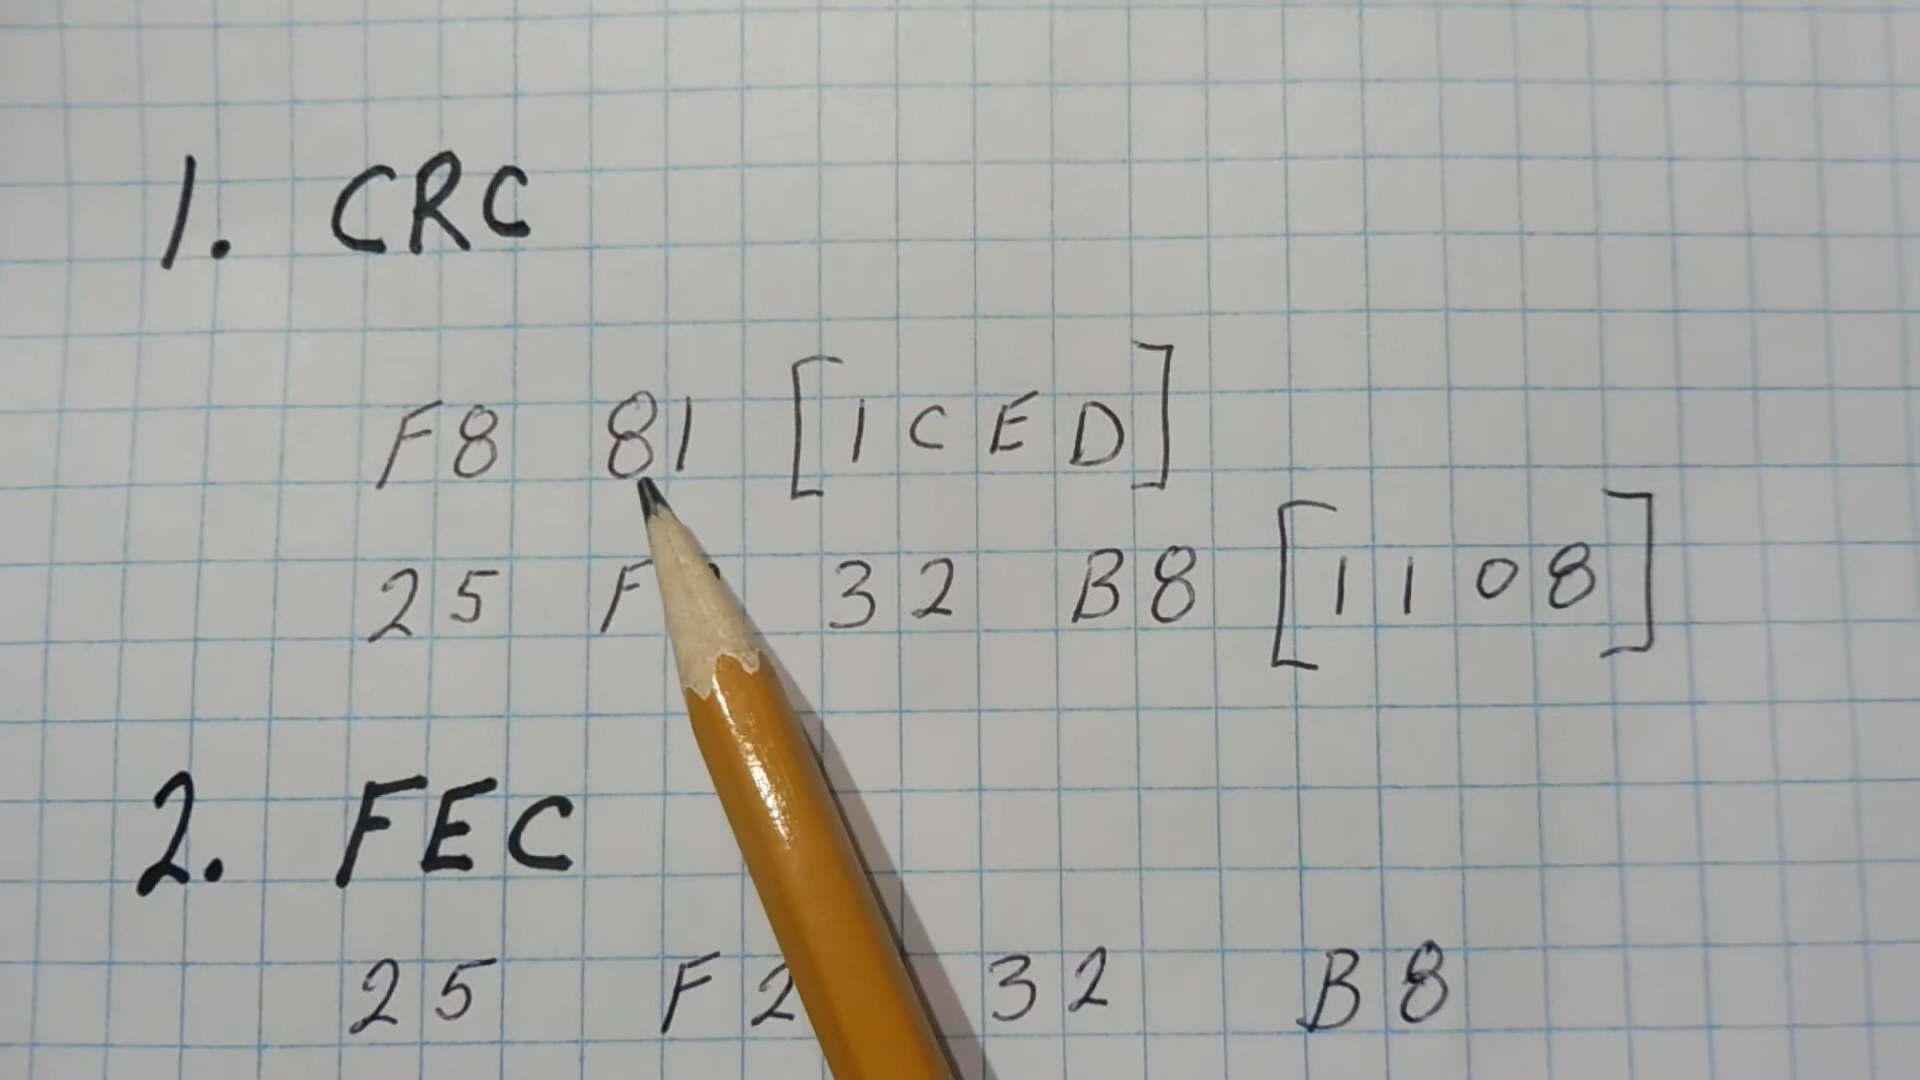 1. CRC
F8 81 [1CED]
25 F 32 B8 [1108]
2. FEC
25 F2 32 B8